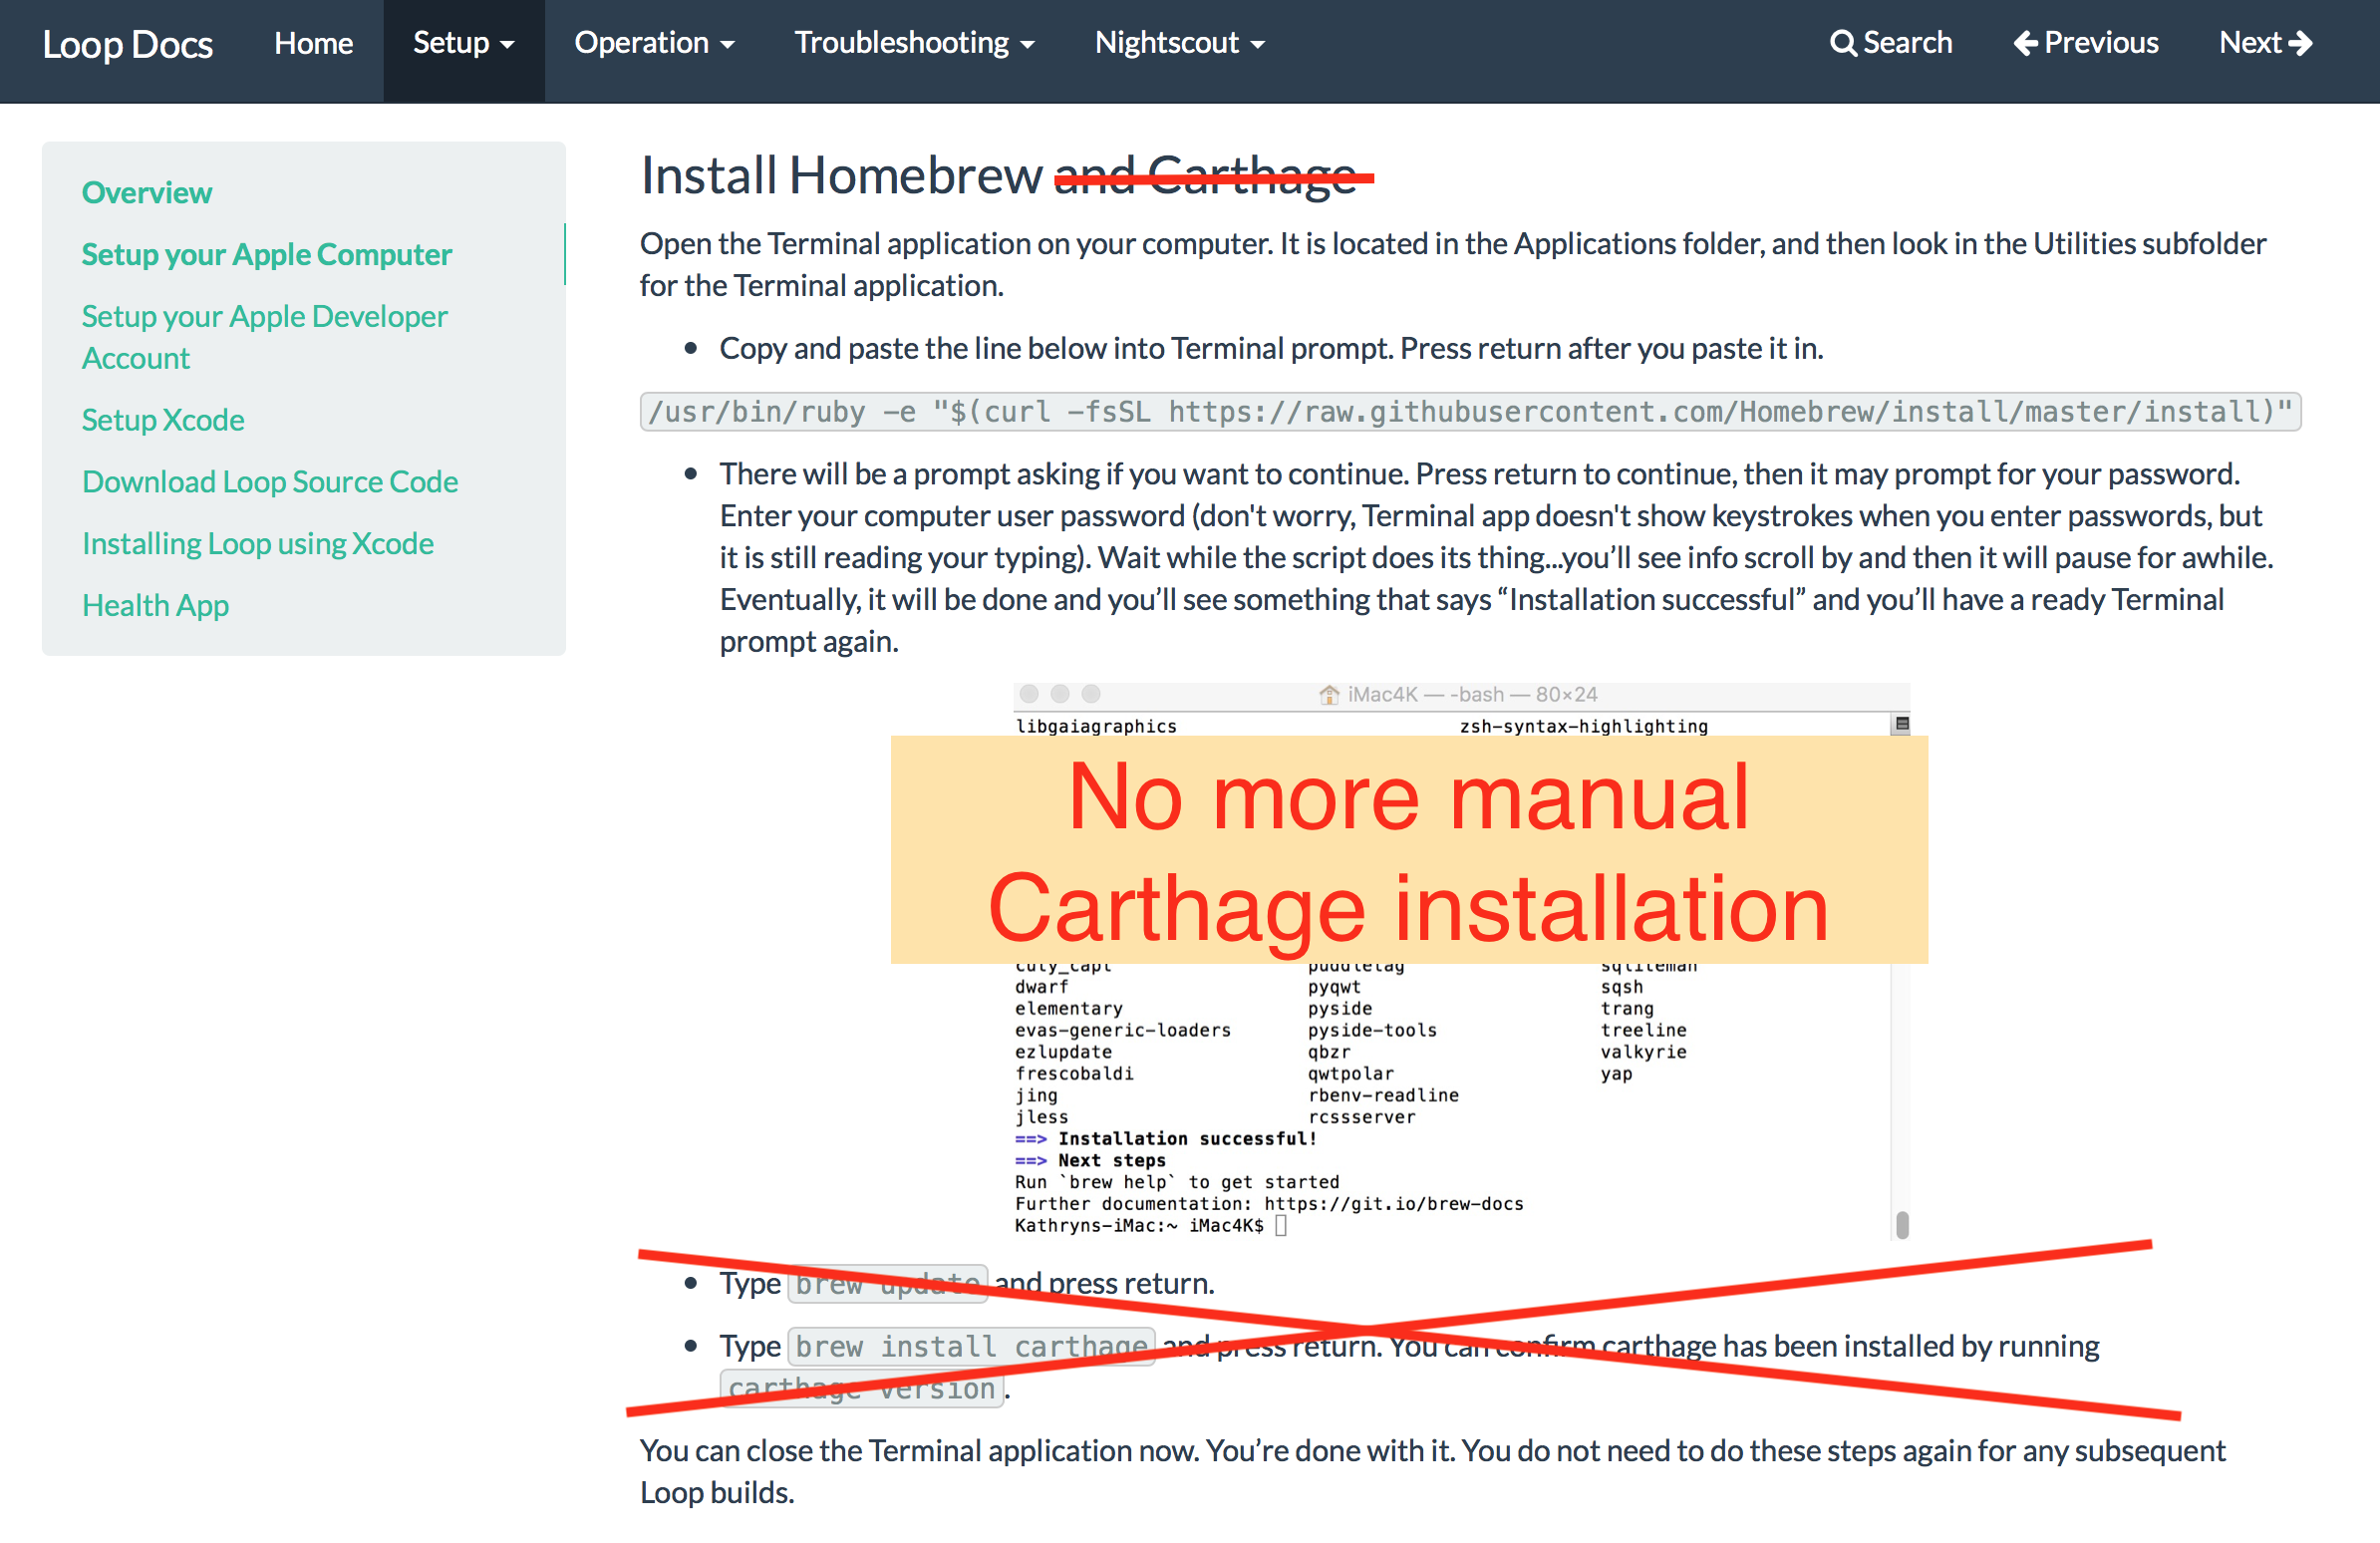 Loop Docs Home Setup Operation Troubleshooting Nightscout Search Previous Next
Overview
Setup your Apple Computer
Setup your Apple Developer
Account
Setup Xcode
Download Loop Source Code
Installing Loop using Xcode
Health App
Install Homebrew and Carthage
Open the Terminal application on your computer. It is located in the Applications folder, and then look in the Utilities subfolder
for the Terminal application.
• Copy and paste the line below into Terminal prompt. Press return after you paste it in.
/usr/bin/ruby -e "$(curl -fsSL https://raw.githubusercontent.com/Homebrew/install/master/install)"
• There will be a prompt asking if you want to continue. Press return to continue, then it may prompt for your password.
Enter your computer user password (don't worry, Terminal app doesn't show keystrokes when you enter passwords, but
it is still reading your typing). Wait while the script does its thing...you’ll see info scroll by and then it will pause for awhile.
Eventually, it will be done and you’ll see something that says “Installation successful” and you’ll have a ready Terminal
prompt again.
iMac4K — -bash — 80×24
libgaiagraphics zsh-syntax-highlighting
No more manual
Carthage installation
cuty_capt puddletag sqliteman
dwarf pyqwt sqsh
elementary pyside trang
evas-generic-loaders pyside-tools treeline
ezlupdate qbzr valkyrie
frescobaldi qwtpolar yap
jing rbenv-readline
jless rcssserver
==> Installation successful!
==> Next steps
Run `brew help` to get started
Further documentation: https://git.io/brew-docs
Kathryns-iMac:~ iMac4K$
• Type brew update and press return.
• Type brew install carthage and press return. You can confirm carthage has been installed by running
carthage version.
You can close the Terminal application now. You’re done with it. You do not need to do these steps again for any subsequent
Loop builds.